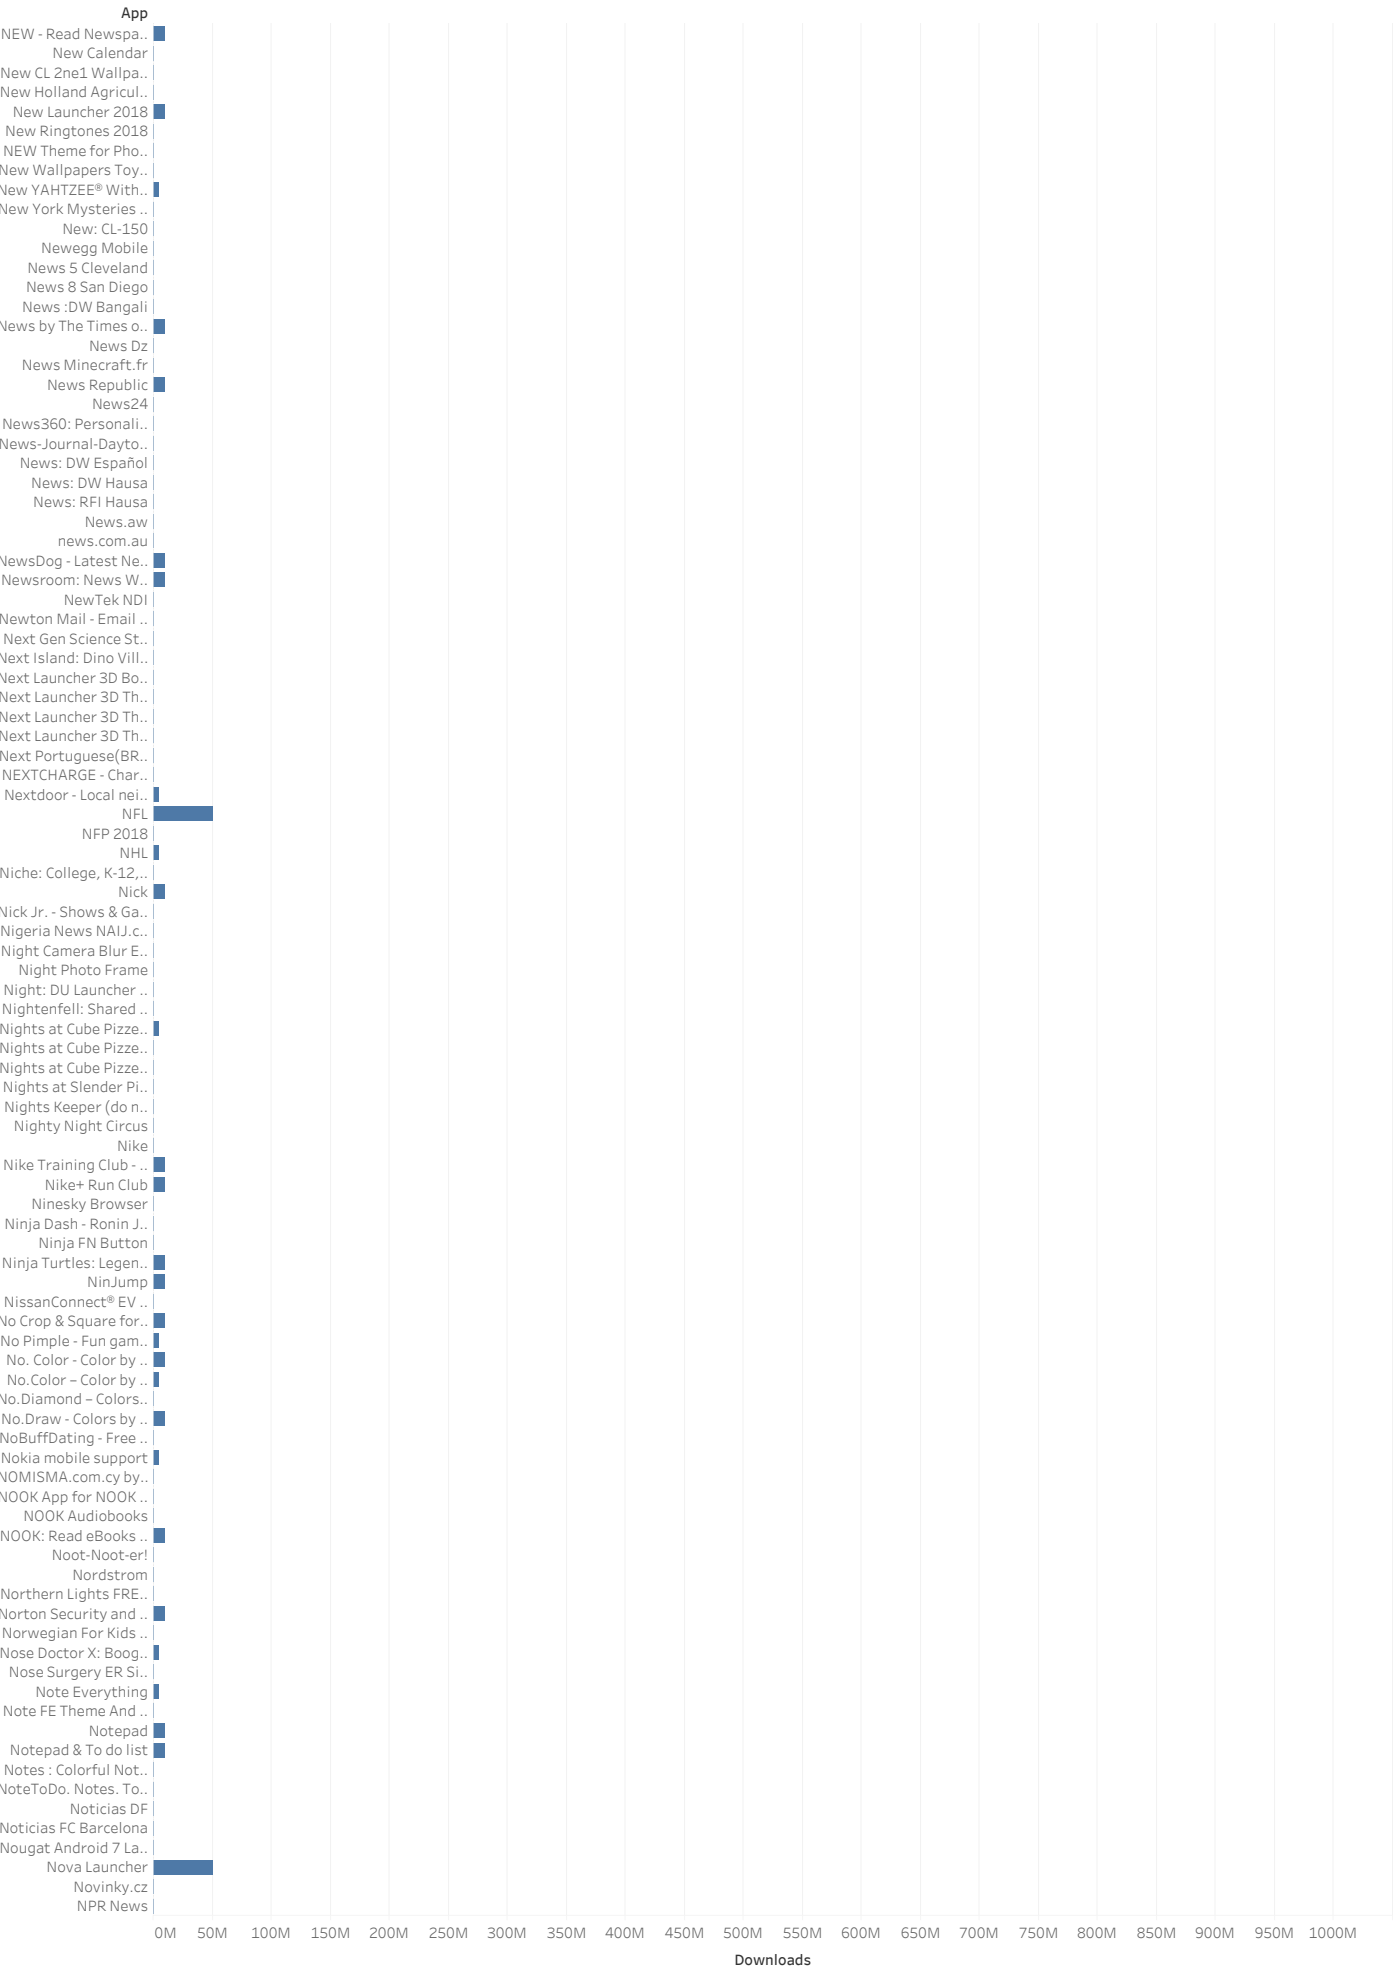 App
NEW - Read Newspa..
New Calendar
New CL 2ne1 Wallpa..
New Holland Agricul..
New Launcher 2018
New Ringtones 2018
NEW Theme for Pho..
New Wallpapers Toy..
New YAHTZEE® With..
New York Mysteries ..
New: CL-150
Newegg Mobile
News 5 Cleveland
News 8 San Diego
News :DW Bangali
News by The Times o..
News Dz
News Minecraft.fr
News Republic
News24
News360: Personali..
News-Journal-Dayto..
News: DW Español
News: DW Hausa
News: RFI Hausa
News.aw
news.com.au
NewsDog - Latest Ne..
Newsroom: News W..
NewTek NDI
Newton Mail - Email ..
Next Gen Science St..
Next Island: Dino Vill..
Next Launcher 3D Bo..
Next Launcher 3D Th..
Next Launcher 3D Th..
Next Launcher 3D Th..
Next Portuguese(BR..
NEXTCHARGE - Char..
Nextdoor - Local nei..
NFL
NFP 2018
NHL
Niche: College, K-12,..
Nick
Nick Jr. - Shows & Ga..
Nigeria News NAIJ.c..
Night Camera Blur E..
Night Photo Frame
Night: DU Launcher ..
Nightenfell: Shared ..
Nights at Cube Pizze..
Nights at Cube Pizze..
Nights at Cube Pizze..
Nights at Slender Pi..
Nights Keeper (do n..
Nighty Night Circus
Nike
Nike Training Club - ..
Nike+ Run Club
Ninesky Browser
Ninja Dash - Ronin J..
Ninja FN Button
Ninja Turtles: Legen..
NinJump
NissanConnect® EV ..
No Crop & Square for..
No Pimple - Fun gam..
No. Color - Color by ..
No.Color – Color by ..
No.Diamond – Colors..
No.Draw - Colors by ..
NoBuffDating - Free ..
Nokia mobile support
NOMISMA.com.cy by..
NOOK App for NOOK ..
NOOK Audiobooks
NOOK: Read eBooks ..
Noot-Noot-er!
Nordstrom
Northern Lights FRE..
Norton Security and ..
Norwegian For Kids ..
Nose Doctor X: Boog..
Nose Surgery ER Si..
Note Everything
Note FE Theme And ..
Notepad
Notepad & To do list
Notes : Colorful Not..
NoteToDo. Notes. To..
Noticias DF
Noticias FC Barcelona
Nougat Android 7 La..
Nova Launcher
Novinky.cz
NPR News
0M 50M 100M 150M 200M 250M 300M 350M 400M 450M 500M 550M 600M 650M 700M 750M 800M 850M 900M 950M 1000M
Downloads